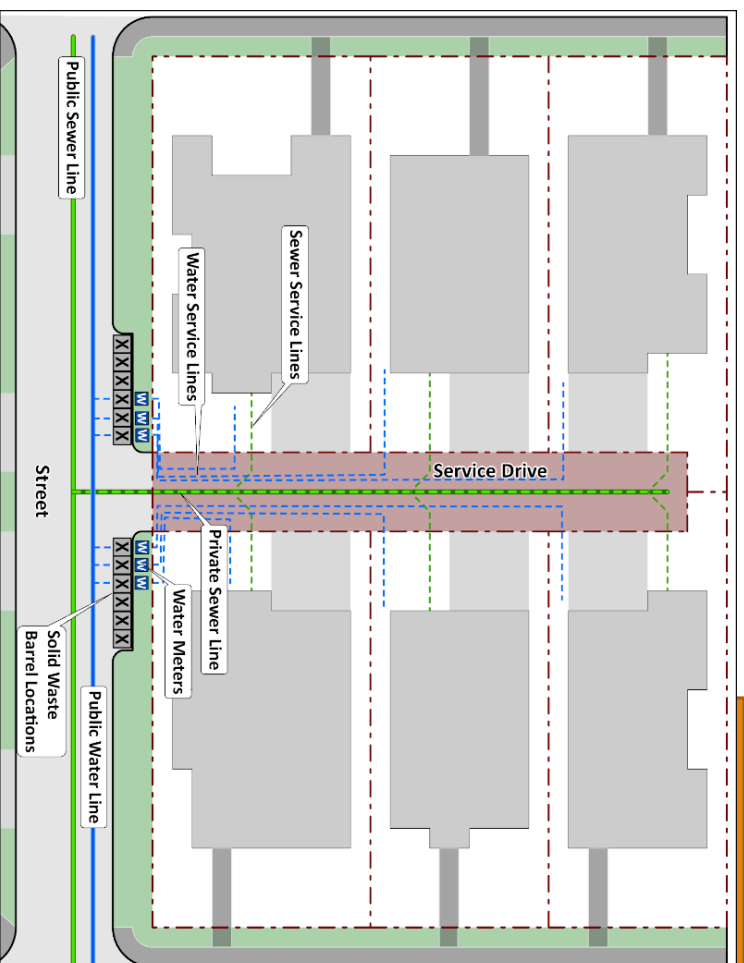 Public Sewer Line
Sewer Service Lines
Water Service Lines
X
X
X
X
X
X
W
W
W
Service Drive
Street
Private Sewer Line
W
W
W
X
X
X
X
X
X
Water Meters
Solid Waste
Barrel Locations
Public Water Line